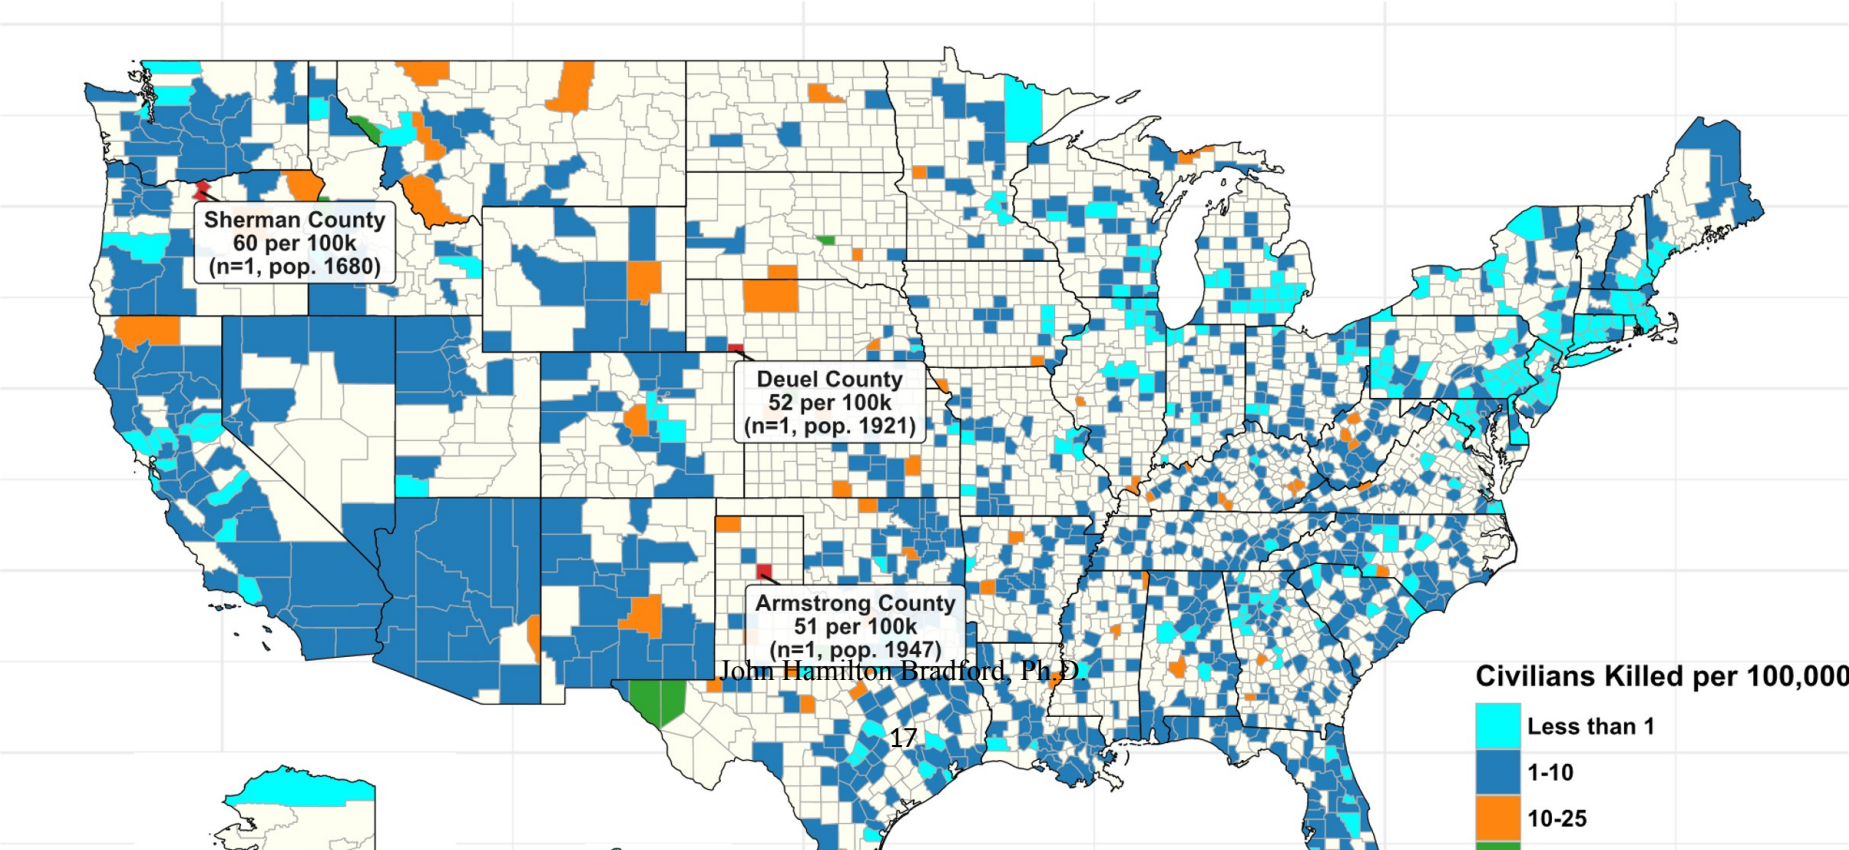 Sherman County
60 per 100k
(n=1, pop. 1680)
Deuel County
52 per 100k
(n=1, pop. 1921)
Armstrong County
51 per 100k
(n=1, pop. 1947)
John Hamilton Bradford, Ph.D.
17
Civilians Killed per 100,000
Less than 1
1-10
10-25